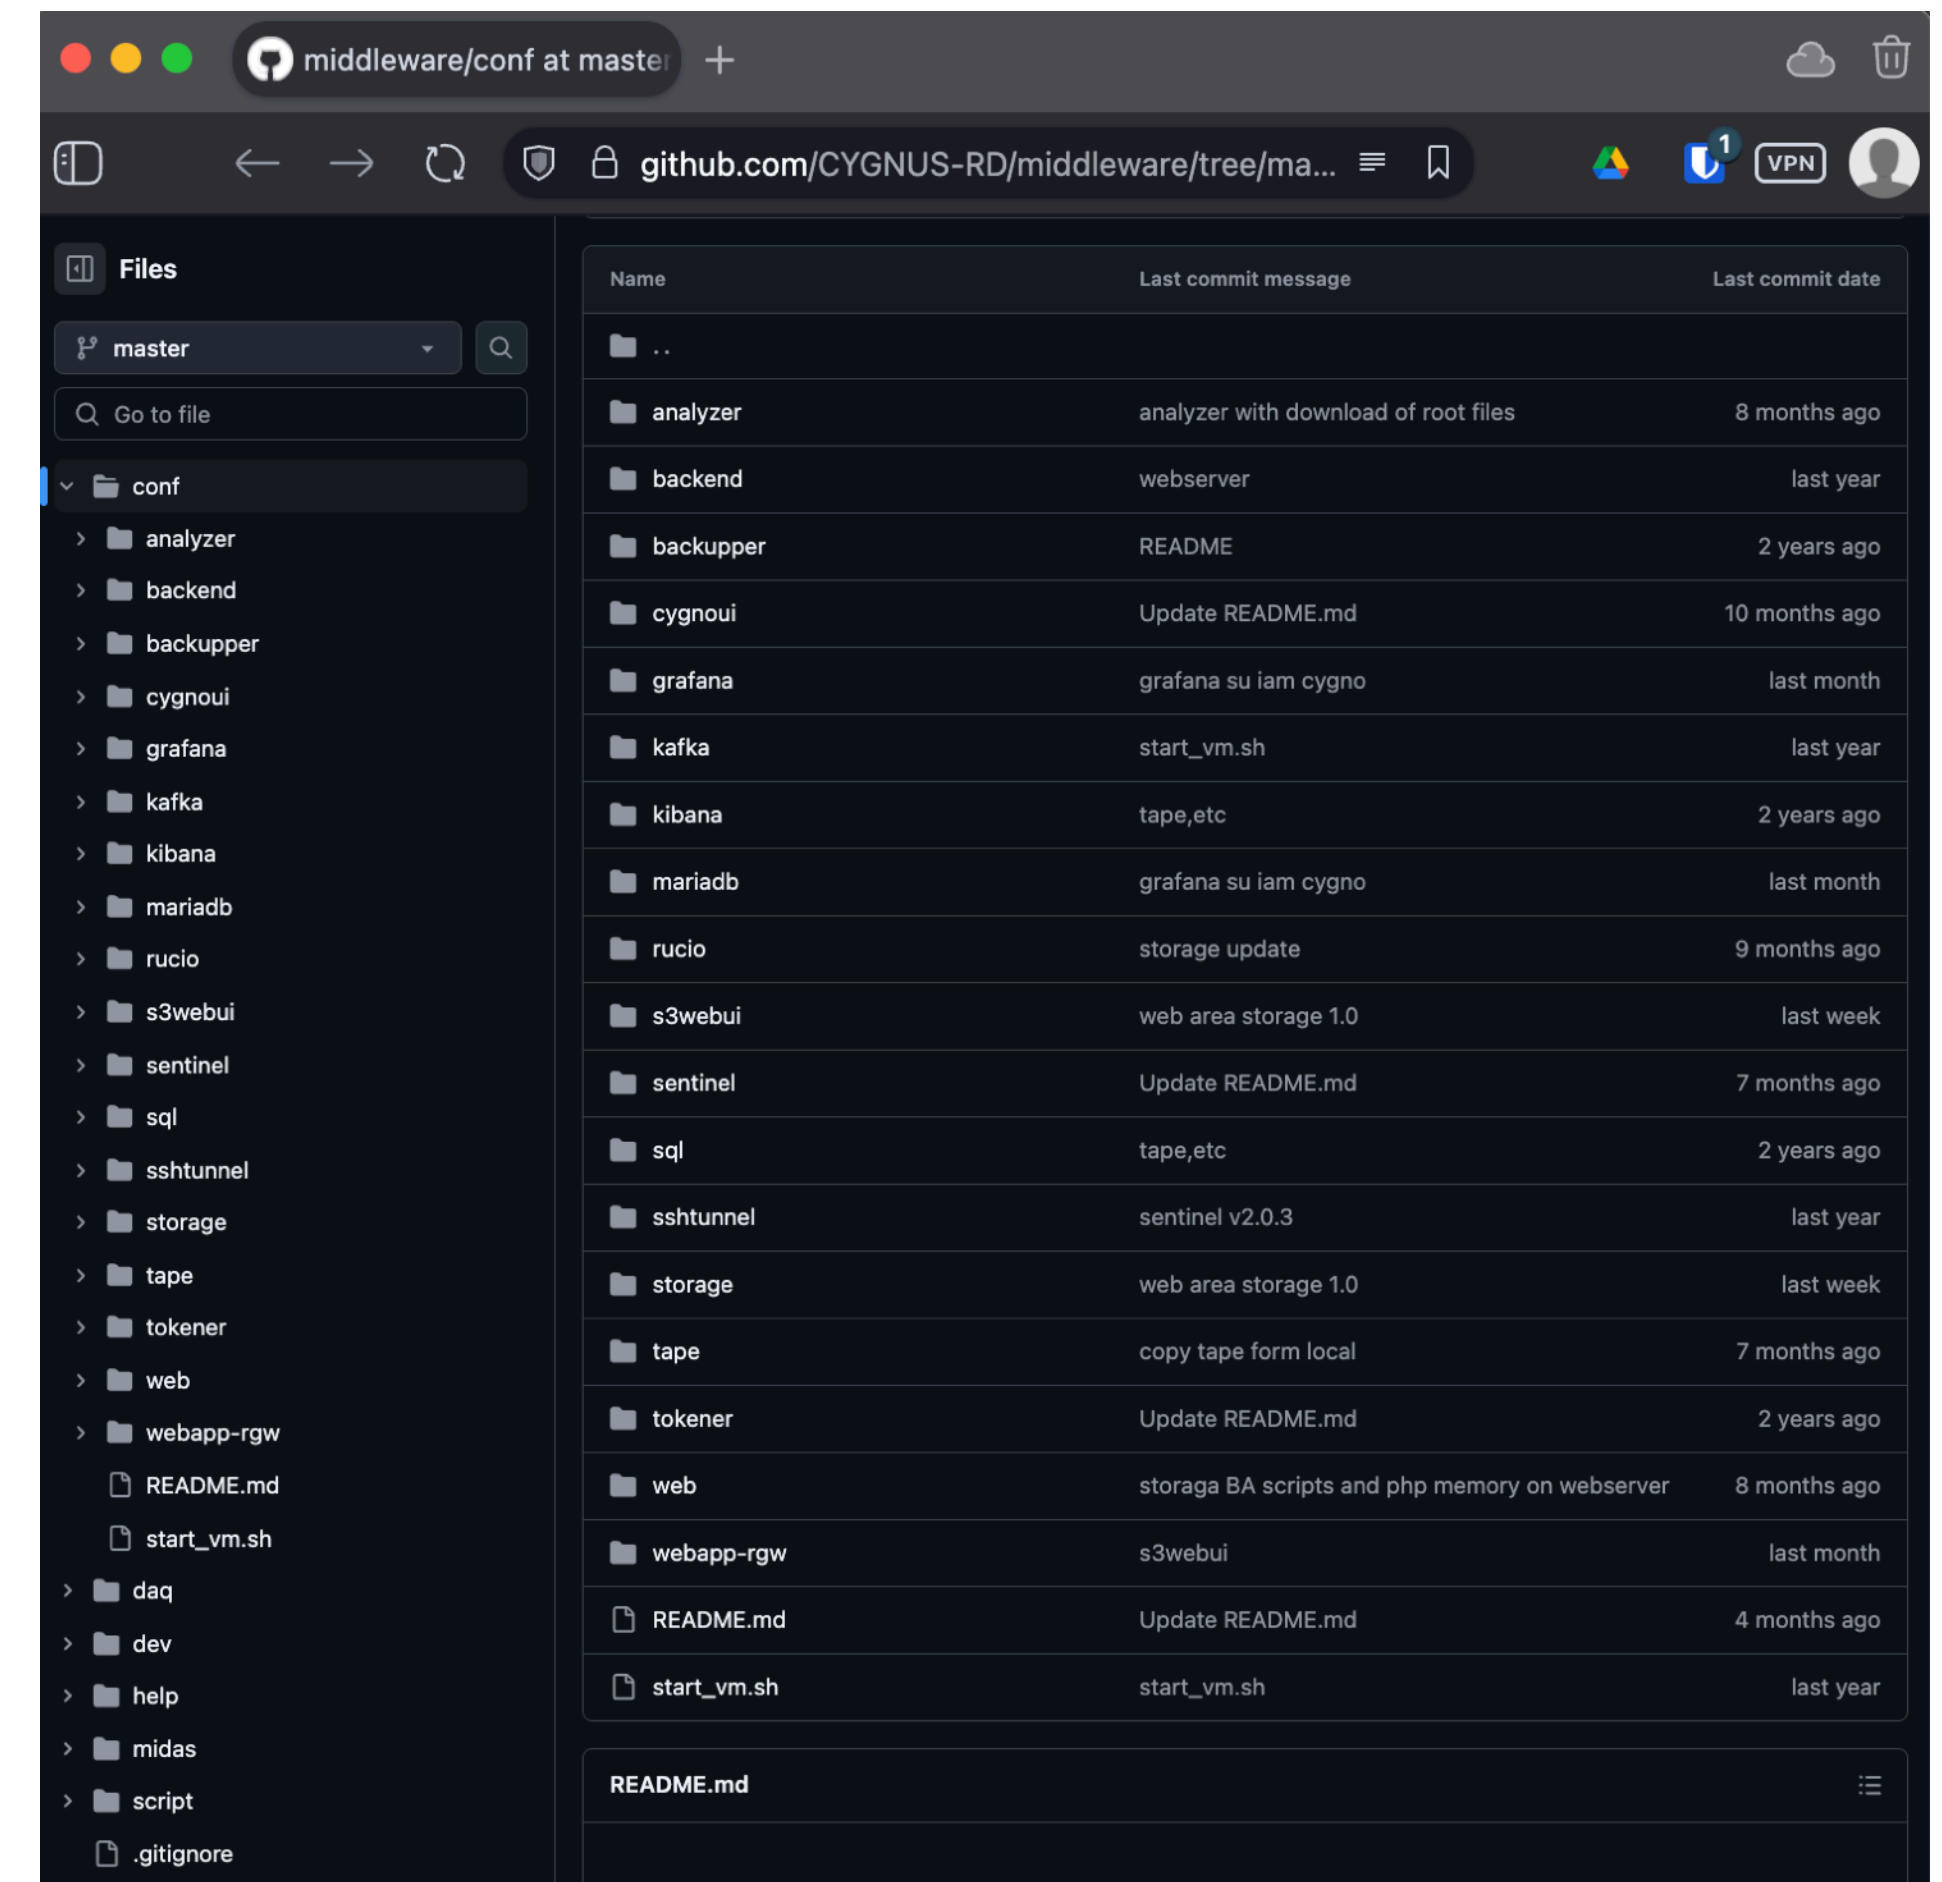 middleware/conf at master
github.com/CYGNUS-RD/middleware/tree/ma...
1
VPN
Files
master
Go to file
conf
analyzer
backend
backupper
cygnoui
grafana
kafka
kibana
mariadb
rucio
s3webui
sentinel
sql
sshtunnel
storage
tape
tokener
web
webapp-rgw
README.md
start_vm.sh
daq
dev
help
midas
script
.gitignore
Name Last commit message Last commit date
..
analyzer analyzer with download of root files 8 months ago
backend webserver last year
backupper README 2 years ago
cygnoui Update README.md 10 months ago
grafana grafana su iam cygno last month
kafka start_vm.sh last year
kibana tape,etc 2 years ago
mariadb grafana su iam cygno last month
rucio storage update 9 months ago
s3webui web area storage 1.0 last week
sentinel Update README.md 7 months ago
sql tape,etc 2 years ago
sshtunnel sentinel v2.0.3 last year
storage web area storage 1.0 last week
tape copy tape form local 7 months ago
tokener Update README.md 2 years ago
web storaga BA scripts and php memory on webserver 8 months ago
webapp-rgw s3webui last month
README.md Update README.md 4 months ago
start_vm.sh start_vm.sh last year
README.md